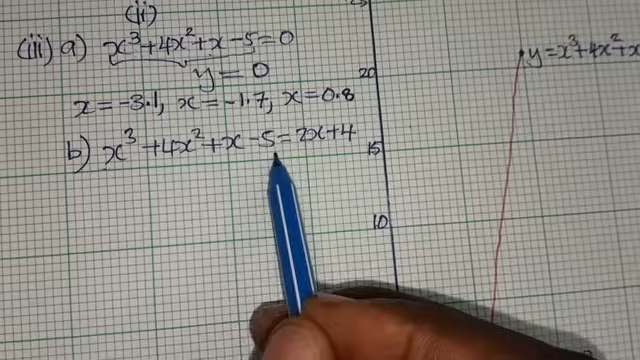 (ii)
(iii) a) x³+4x²+x-5=0
y=0
x=-3.1, x=-1.7, x=0.8
b) x³+4x²+x-5=2x+4
20
15
10
y=x³+4x²+x